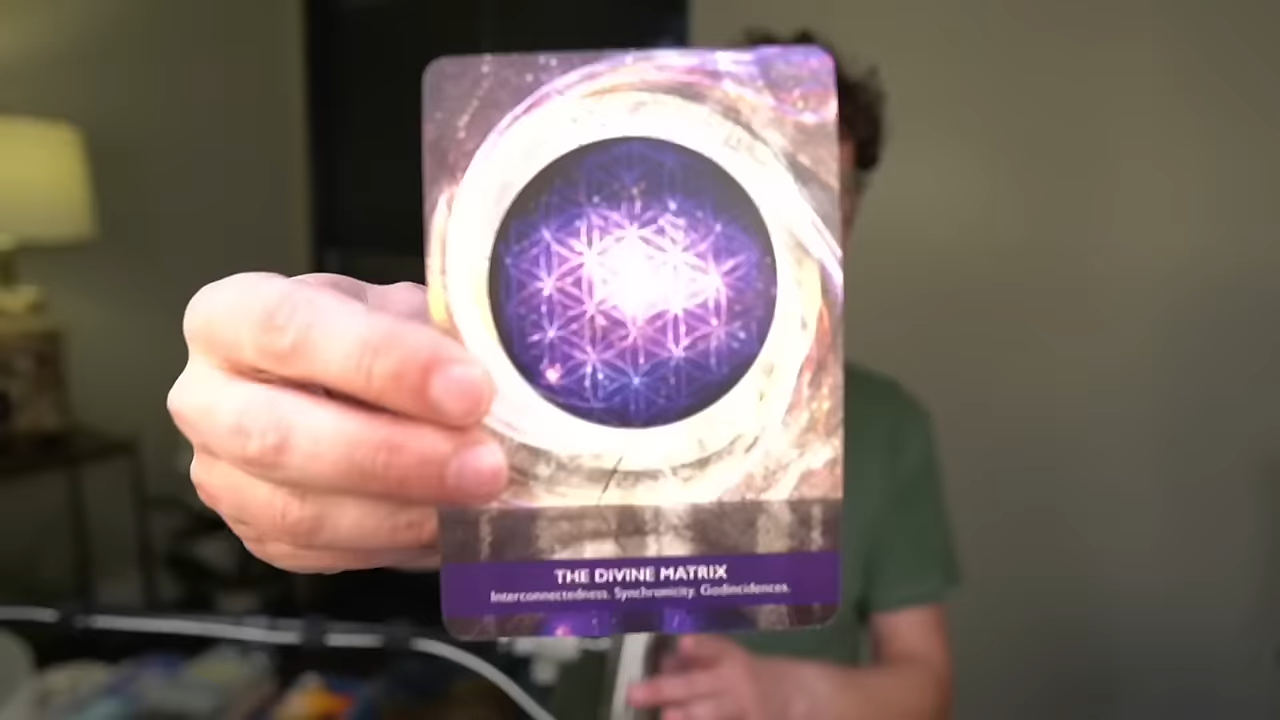 THE DIVINE MATRIX
Interconnectedness. Synchronicity. Godincidences.